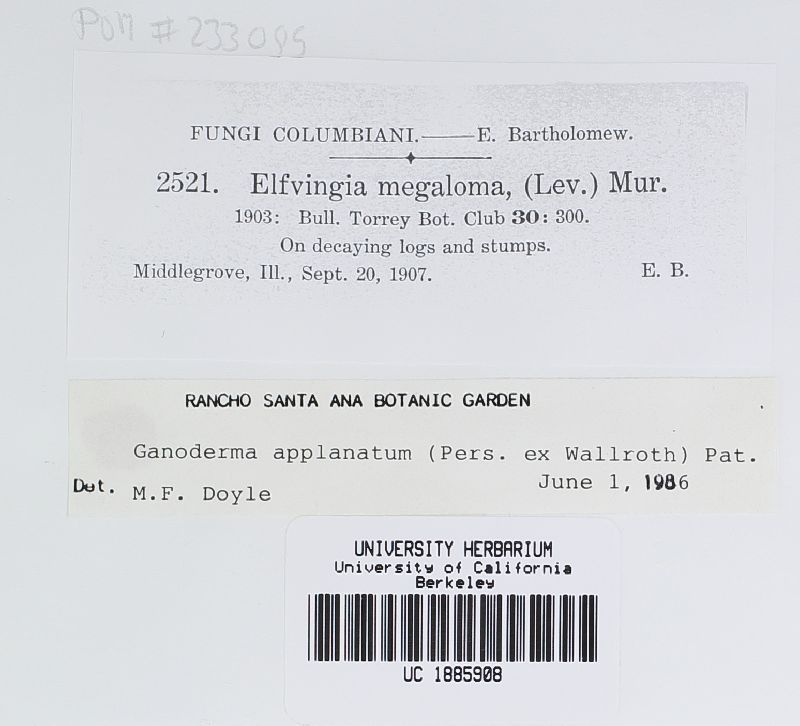 POM # 233095
FUNGI COLUMBIANI.——E. Bartholomew.
2521. Elfvingia megaloma, (Lev.) Mur.
1903: Bull. Torrey Bot. Club 30: 300.
On decaying logs and stumps.
Middlegrove, Ill., Sept. 20, 1907. E. B.
RANCHO SANTA ANA BOTANIC GARDEN
Ganoderma applanatum (Pers. ex Wallroth) Pat.
June 1, 1986
Det. M.F. Doyle
UNIVERSITY HERBARIUM
University of California
Berkeley
UC 1885908